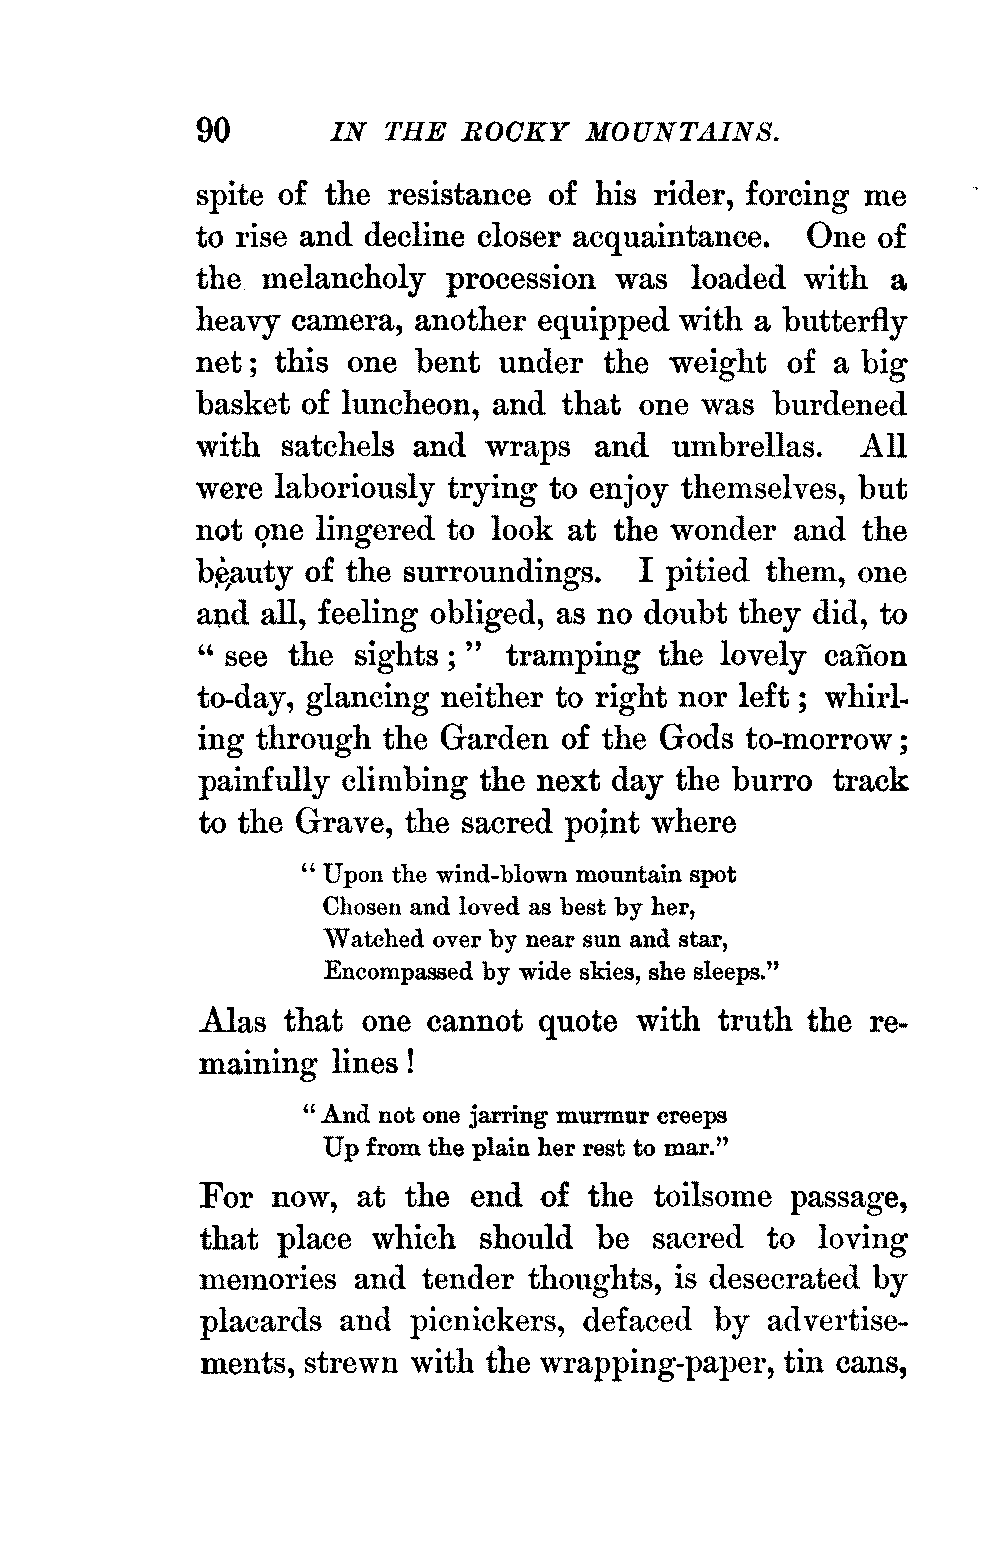 90 IN THE ROCKY MOUNTAINS.
spite of the resistance of his rider, forcing me
to rise and decline closer acquaintance. One of
the melancholy procession was loaded with a
heavy camera, another equipped with a butterfly
net; this one bent under the weight of a big
basket of luncheon, and that one was burdened
with satchels and wraps and umbrellas. All
were laboriously trying to enjoy themselves, but
not one lingered to look at the wonder and the
beauty of the surroundings. I pitied them, one
and all, feeling obliged, as no doubt they did, to
“ see the sights ; ” tramping the lovely cañon
to-day, glancing neither to right nor left ; whirl-
ing through the Garden of the Gods to-morrow ;
painfully climbing the next day the burro track
to the Grave, the sacred point where
“ Upon the wind-blown mountain spot
Chosen and loved as best by her,
Watched over by near sun and star,
Encompassed by wide skies, she sleeps.”
Alas that one cannot quote with truth the re-
maining lines !
“ And not one jarring murmur creeps
Up from the plain her rest to mar.”
For now, at the end of the toilsome passage,
that place which should be sacred to loving
memories and tender thoughts, is desecrated by
placards and picnickers, defaced by advertise-
ments, strewn with the wrapping-paper, tin cans,